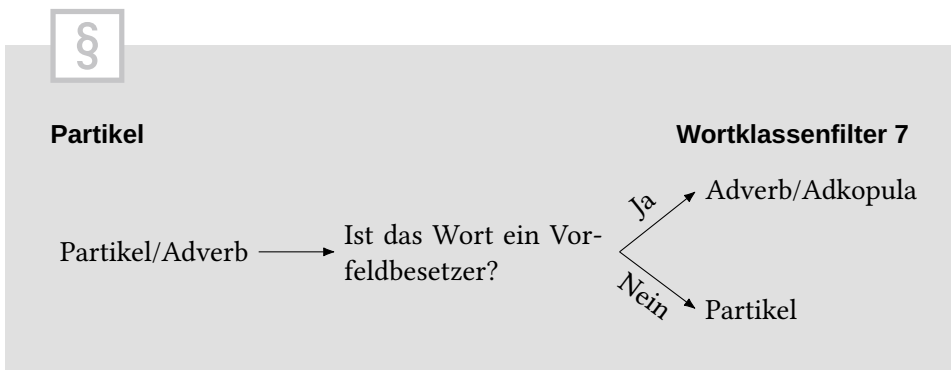 §
Partikel Wortklassenfilter 7
Ja Adverb/Adkopula
Partikel/Adverb Ist das Wort ein Vor-
feldbesetzer?
Nein Partikel